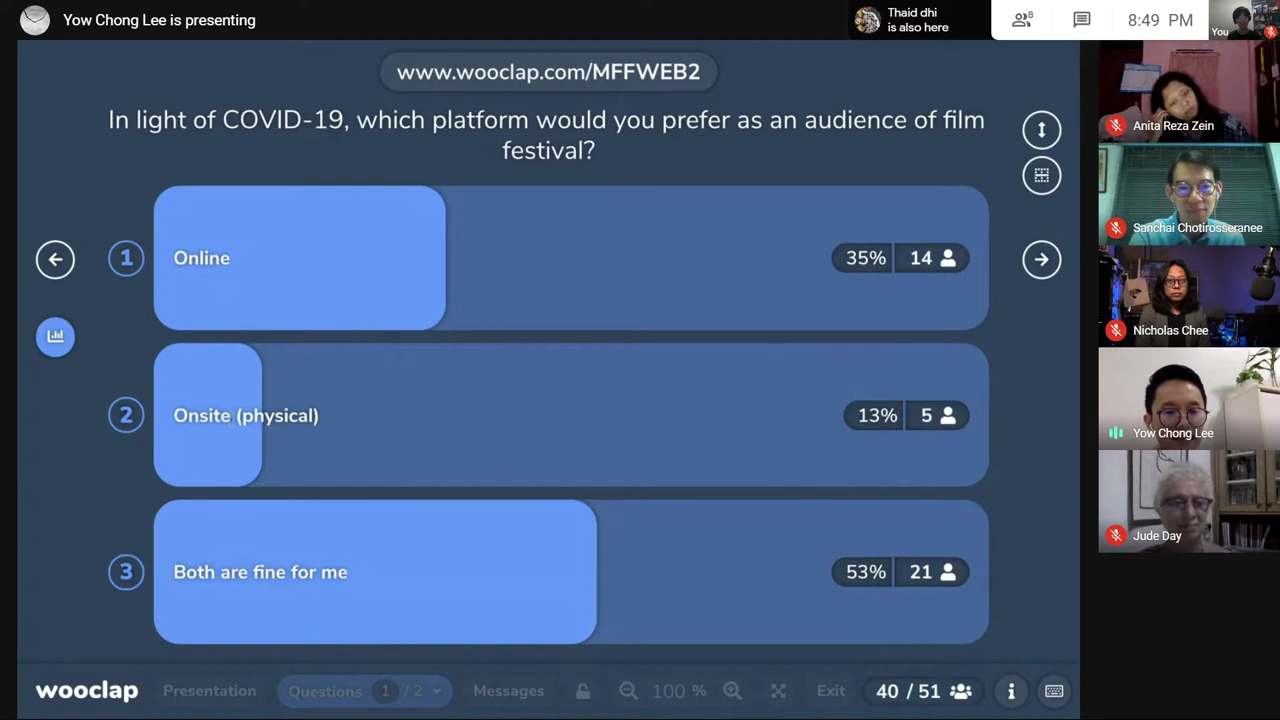 Yow Chong Lee is presenting
Thaid dhi
is also here
8
8:49 PM
You
www.wooclap.com/MFFWEB2
In light of COVID-19, which platform would you prefer as an audience of film
festival?
1 Online 35% 14
2 Onsite (physical) 13% 5
3 Both are fine for me 53% 21
Anita Reza Zein
Sanchai Chotirosseranee
Nicholas Chee
Yow Chong Lee
Jude Day
wooclap Presentation Questions 1 / 2 Messages 100 % Exit 40 / 51 i